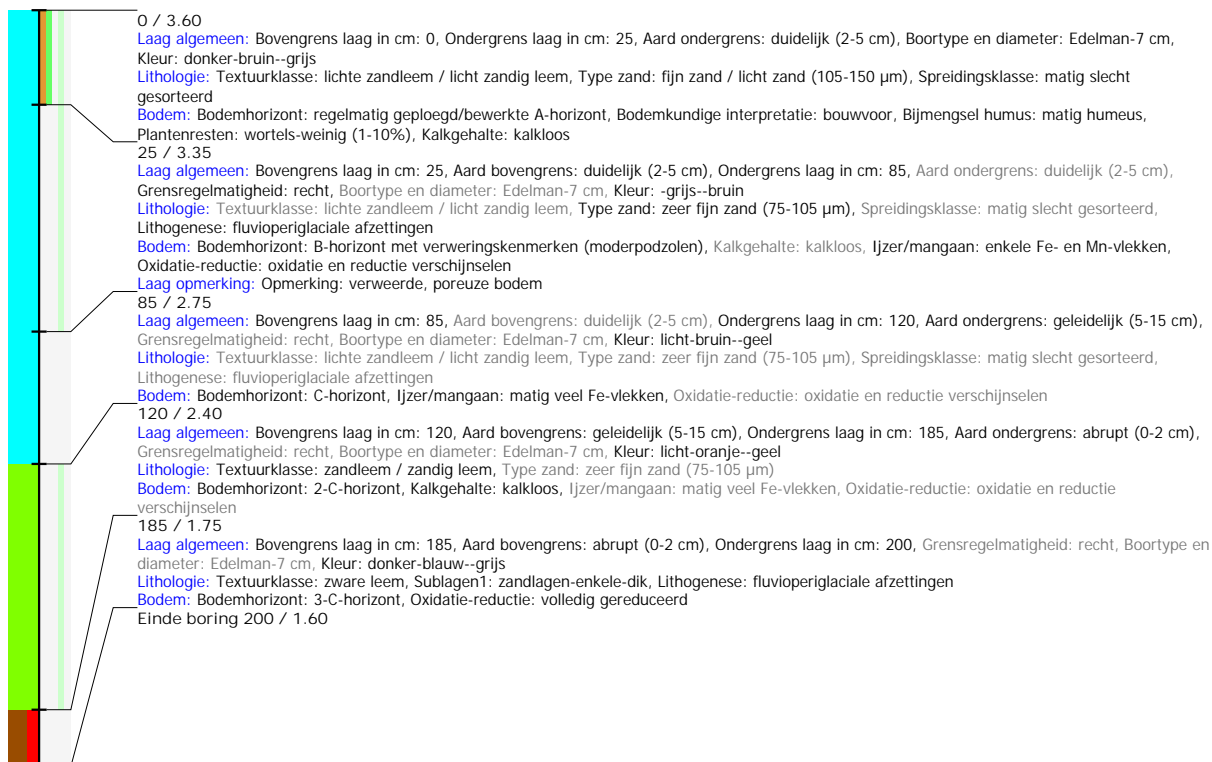 0 / 3.60
Laag algemeen: Bovengrens laag in cm: 0, Ondergrens laag in cm: 25, Aard ondergrens: duidelijk (2-5 cm), Boortype en diameter: Edelman-7 cm,
Kleur: donker-bruin--grijs
Lithologie: Textuurklasse: lichte zandleem / licht zandig leem, Type zand: fijn zand / licht zand (105-150 µm), Spreidingsklasse: matig slecht
gesorteerd
Bodem: Bodemhorizont: regelmatig geploegd/bewerkte A-horizont, Bodemkundige interpretatie: bouwvoor, Bijmengsel humus: matig humeus,
Plantenresten: wortels-weinig (1-10%), Kalkgehalte: kalkloos
25 / 3.35
Laag algemeen: Bovengrens laag in cm: 25, Aard bovengrens: duidelijk (2-5 cm), Ondergrens laag in cm: 85, Aard ondergrens: duidelijk (2-5 cm),
Grensregelmatigheid: recht, Boortype en diameter: Edelman-7 cm, Kleur: -grijs--bruin
Lithologie: Textuurklasse: lichte zandleem / licht zandig leem, Type zand: zeer fijn zand (75-105 µm), Spreidingsklasse: matig slecht gesorteerd,
Lithogenese: fluvioperiglaciale afzettingen
Bodem: Bodemhorizont: B-horizont met verweringskenmerken (moderpodzolen), Kalkgehalte: kalkloos, Ijzer/mangaan: enkele Fe- en Mn-vlekken,
Oxidatie-reductie: oxidatie en reductie verschijnselen
Laag opmerking: Opmerking: verweerde, poreuze bodem
85 / 2.75
Laag algemeen: Bovengrens laag in cm: 85, Aard bovengrens: duidelijk (2-5 cm), Ondergrens laag in cm: 120, Aard ondergrens: geleidelijk (5-15 cm),
Grensregelmatigheid: recht, Boortype en diameter: Edelman-7 cm, Kleur: licht-bruin--geel
Lithologie: Textuurklasse: lichte zandleem / licht zandig leem, Type zand: zeer fijn zand (75-105 µm), Spreidingsklasse: matig slecht gesorteerd,
Lithogenese: fluvioperiglaciale afzettingen
Bodem: Bodemhorizont: C-horizont, Ijzer/mangaan: matig veel Fe-vlekken, Oxidatie-reductie: oxidatie en reductie verschijnselen
120 / 2.40
Laag algemeen: Bovengrens laag in cm: 120, Aard bovengrens: geleidelijk (5-15 cm), Ondergrens laag in cm: 185, Aard ondergrens: abrupt (0-2 cm),
Grensregelmatigheid: recht, Boortype en diameter: Edelman-7 cm, Kleur: licht-oranje--geel
Lithologie: Textuurklasse: zandleem / zandig leem, Type zand: zeer fijn zand (75-105 µm)
Bodem: Bodemhorizont: 2-C-horizont, Kalkgehalte: kalkloos, Ijzer/mangaan: matig veel Fe-vlekken, Oxidatie-reductie: oxidatie en reductie
verschijnselen
185 / 1.75
Laag algemeen: Bovengrens laag in cm: 185, Aard bovengrens: abrupt (0-2 cm), Ondergrens laag in cm: 200, Grensregelmatigheid: recht, Boortype en
diameter: Edelman-7 cm, Kleur: donker-blauw--grijs
Lithologie: Textuurklasse: zware leem, Sublagen1: zandlagen-enkele-dik, Lithogenese: fluvioperiglaciale afzettingen
Bodem: Bodemhorizont: 3-C-horizont, Oxidatie-reductie: volledig gereduceerd
Einde boring 200 / 1.60